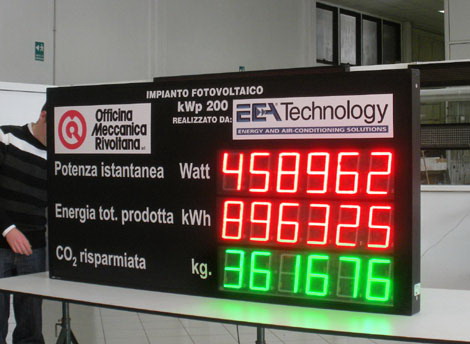 IMPIANTO FOTOVOLTAICO
kWp 200
REALIZZATO DA:
Officina
Meccanica
Rivoltana
EEA Technology
ENERGY AND AIR-CONDITIONING SOLUTIONS
Potenza istantanea Watt 458962
Energia tot. prodotta kWh 896325
CO2 risparmiata kg. 361676